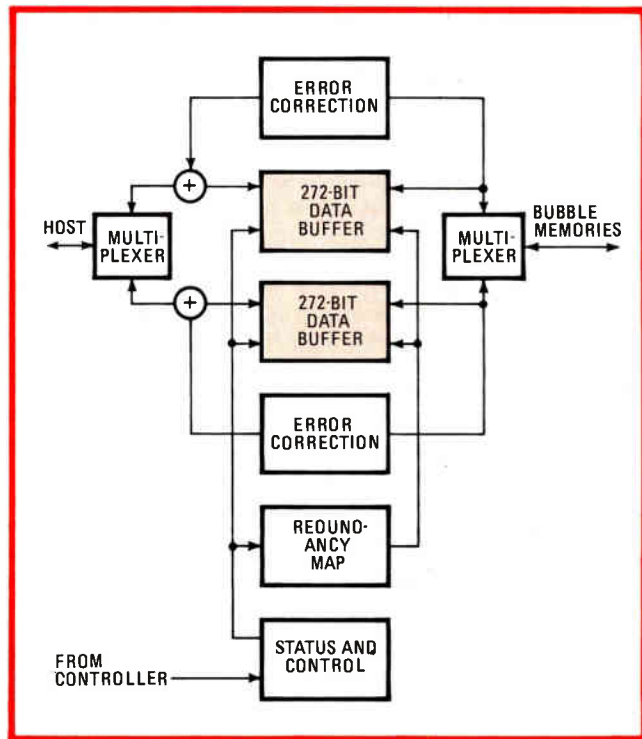 ERROR
CORRECTION
+
272-BIT
DATA
BUFFER
HOST
MULTI-
PLEXER
MULTI-
PLEXER
BUBBLE
MEMORIES
+
272-BIT
DATA
BUFFER
ERROR
CORRECTION
REDUND-
ANCY
MAP
STATUS AND
CONTROL
FROM
CONTROLLER